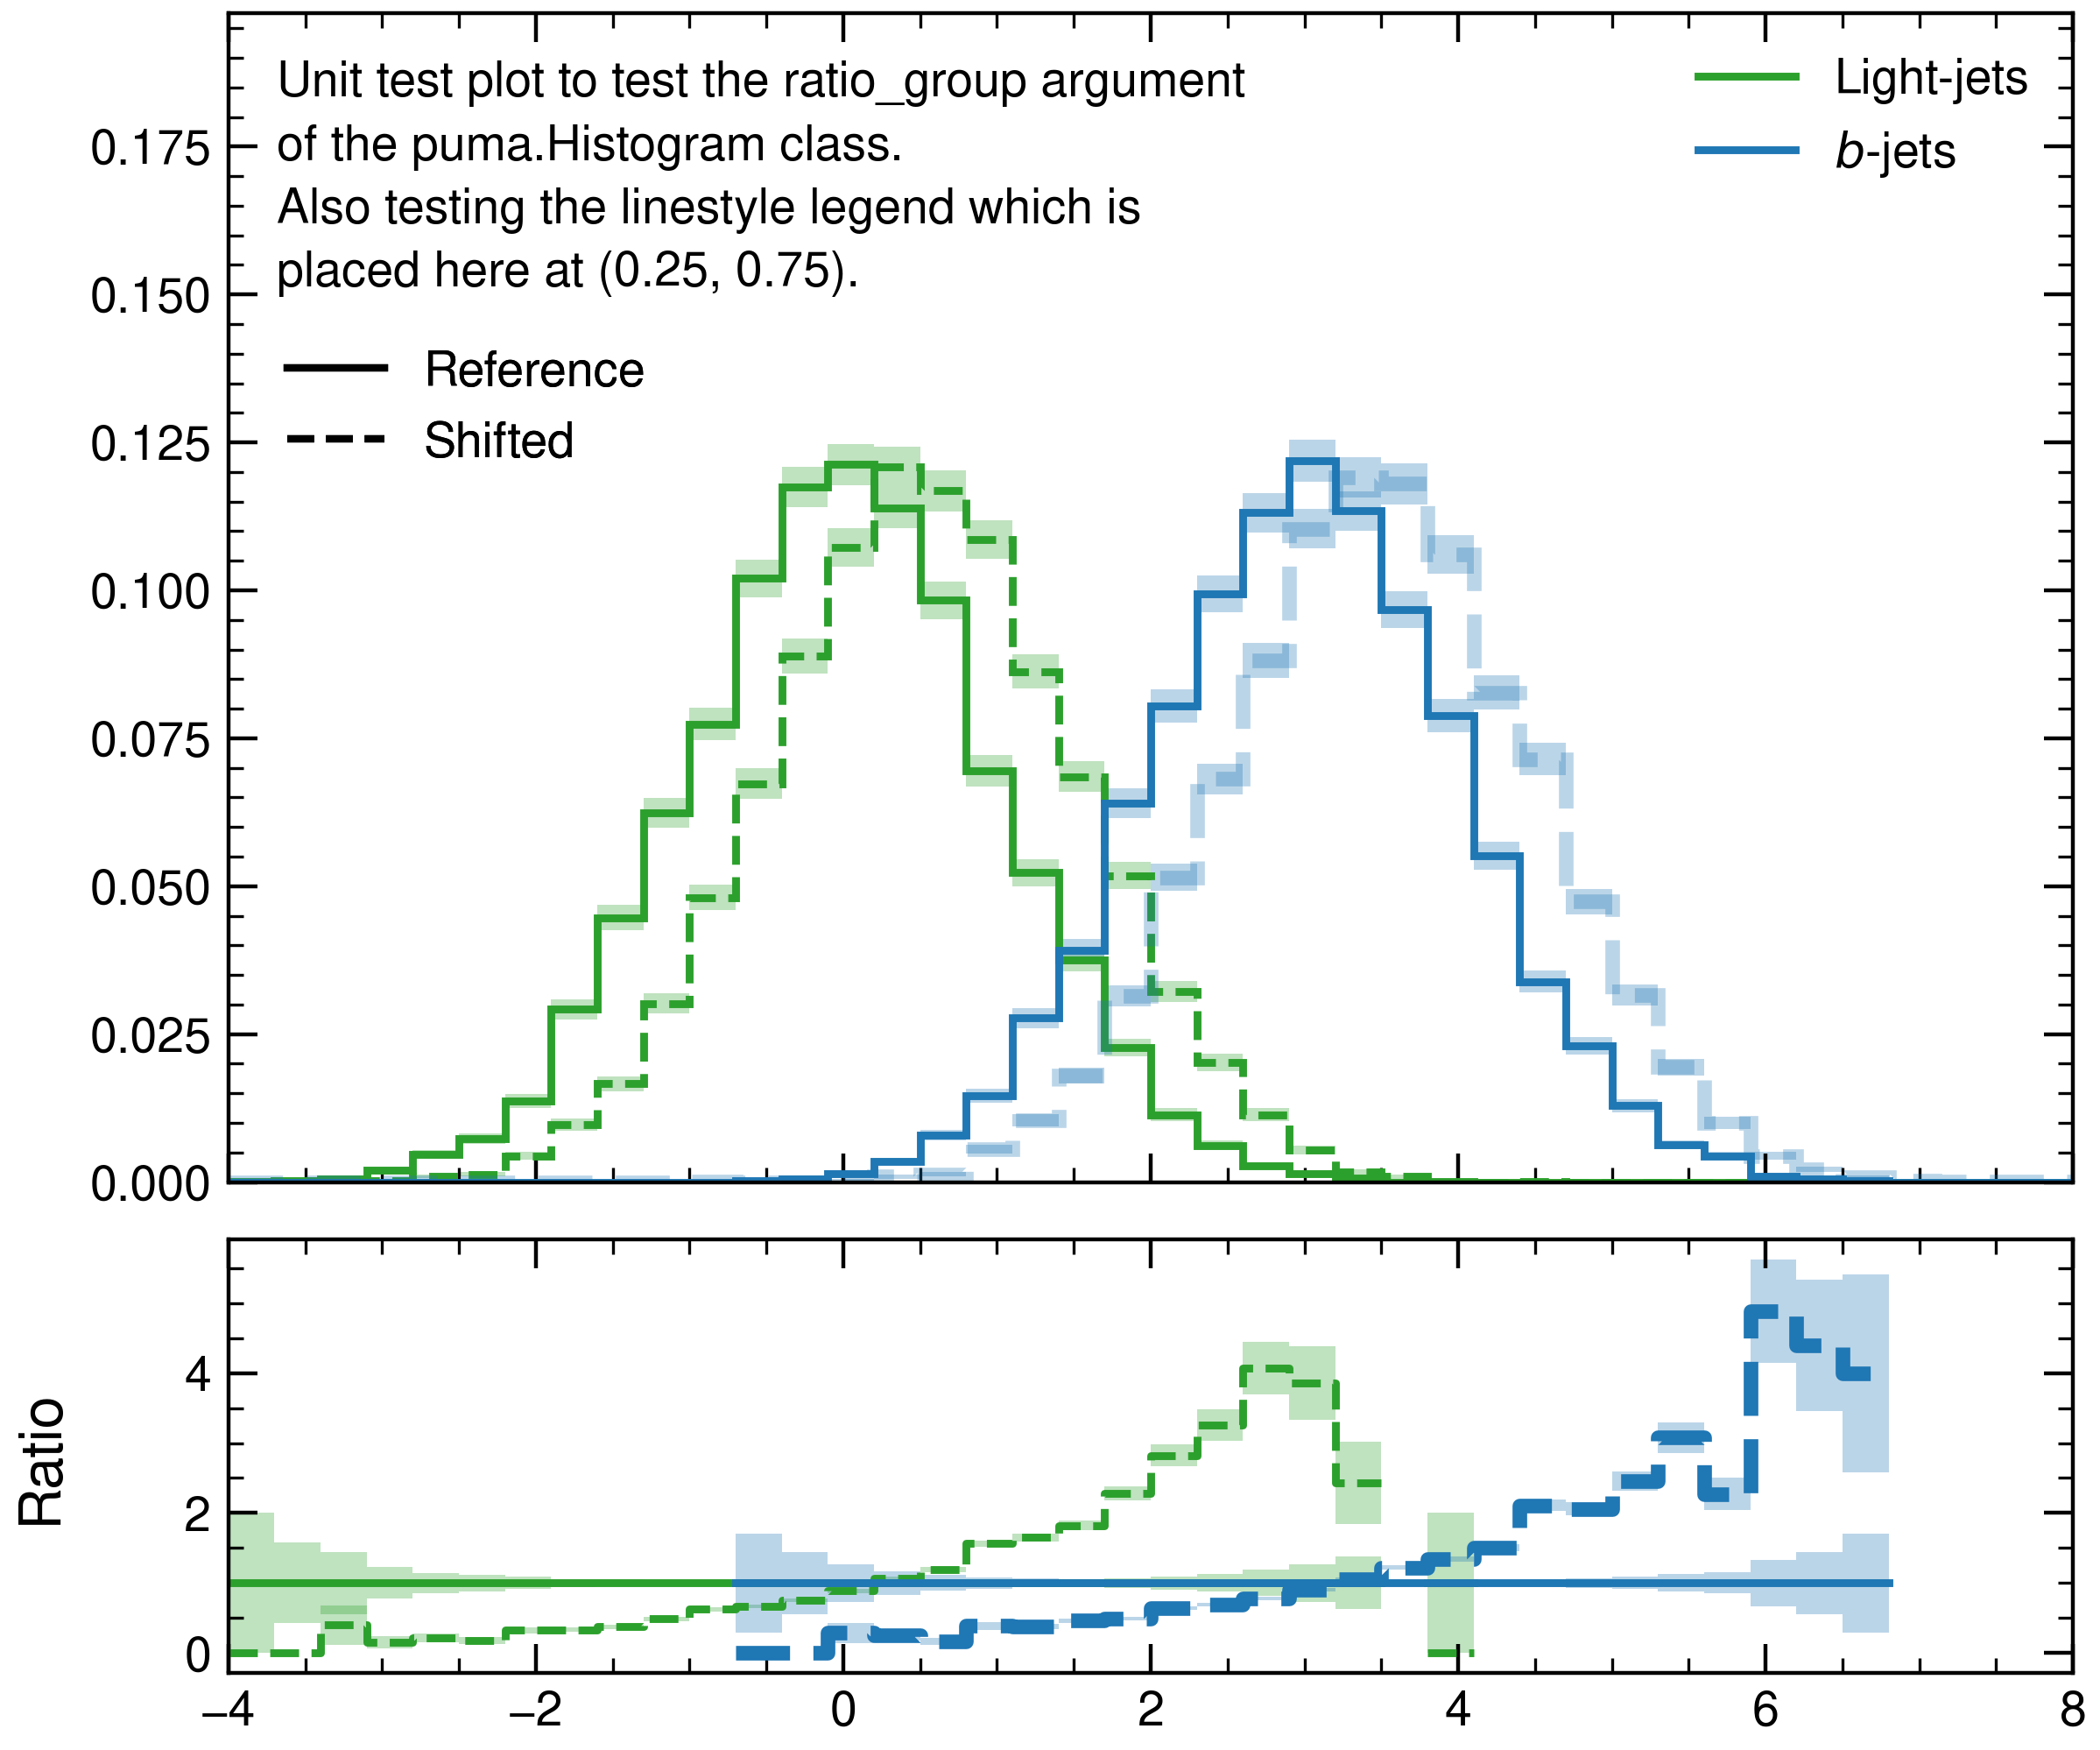 Unit test plot to test the ratio_group argument
of the puma.Histogram class.
Also testing the linestyle legend which is
placed here at (0.25, 0.75).
Reference
Shifted
Light-jets
b-jets
0.175
0.150
0.125
0.100
0.075
0.050
0.025
0.000
Ratio
4
2
0
−4 −2 0 2 4 6 8